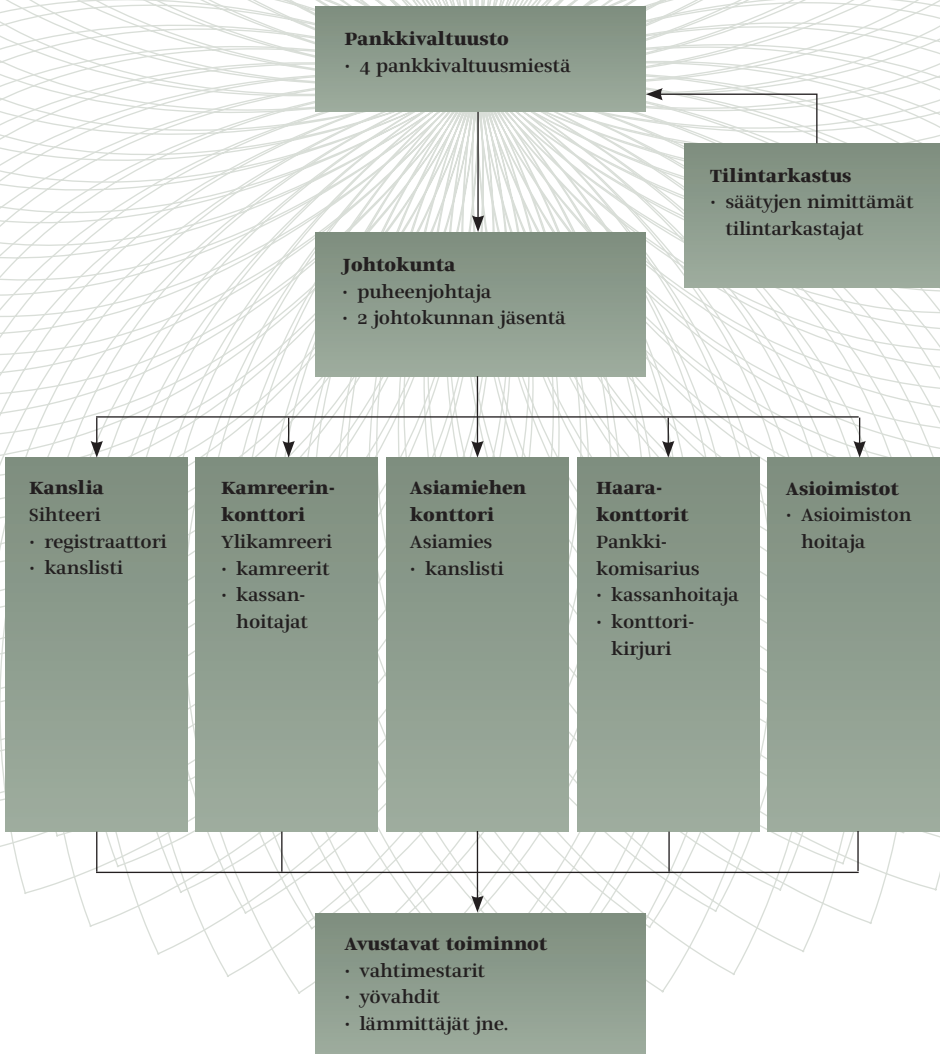 Pankkivaltuusto
· 4 pankkivaltuusmiestä
Tilintarkastus
· säätyjen nimittämät
tilintarkastajat
Johtokunta
· puheenjohtaja
· 2 johtokunnan jäsentä
Kanslia
Sihteeri
· registraattori
· kanslisti
Kamreerin-
konttori
Ylikamreeri
· kamreerit
· kassan-
hoitajat
Asiamiehen
konttori
Asiamies
· kanslisti
Haara-
konttorit
Pankki-
komisarius
· kassanhoitaja
· konttori-
kirjuri
Asioimistot
· Asioimiston
hoitaja
Avustavat toiminnot
· vahtimestarit
· yövahdit
· lämmittäjät jne.